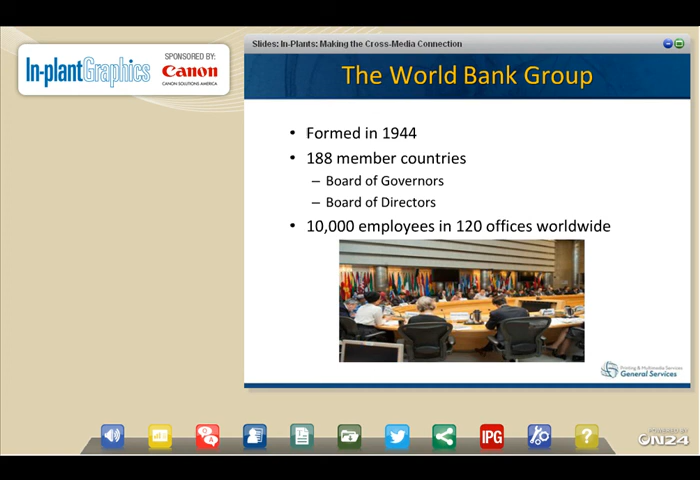 Slides: In-Plants: Making the Cross-Media Connection
In-plantGraphics
SPONSORED BY:
Canon
CANON SOLUTIONS AMERICA
The World Bank Group
• Formed in 1944
• 188 member countries
– Board of Governors
– Board of Directors
• 10,000 employees in 120 offices worldwide
Printing & Multimedia Services
General Services
Q
A
IPG
?
POWERED BY
ON24